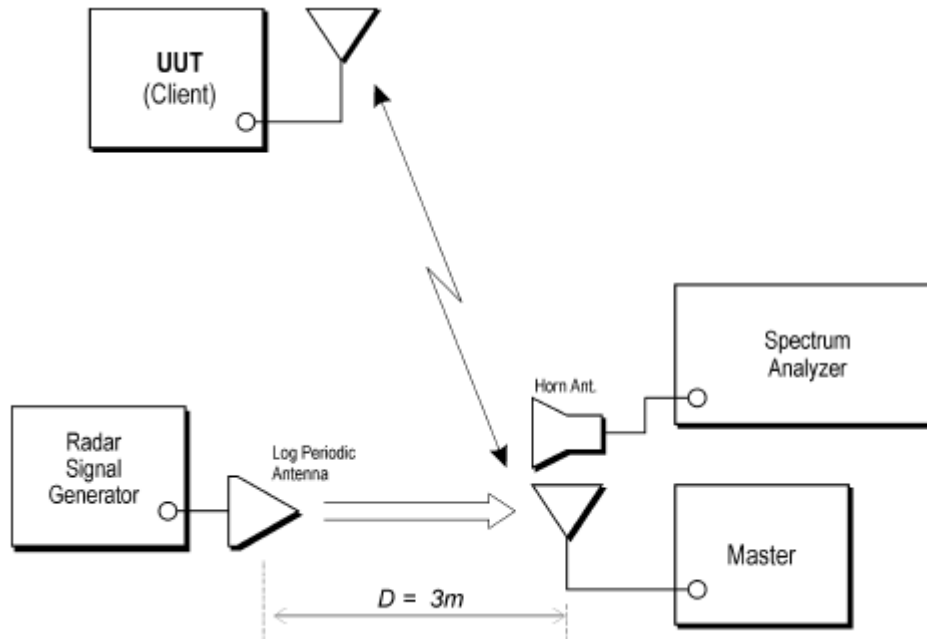 UUT
(Client)
Spectrum
Analyzer
Horn Ant.
Radar
Signal
Generator
Log Periodic
Antenna
Master
D = 3m